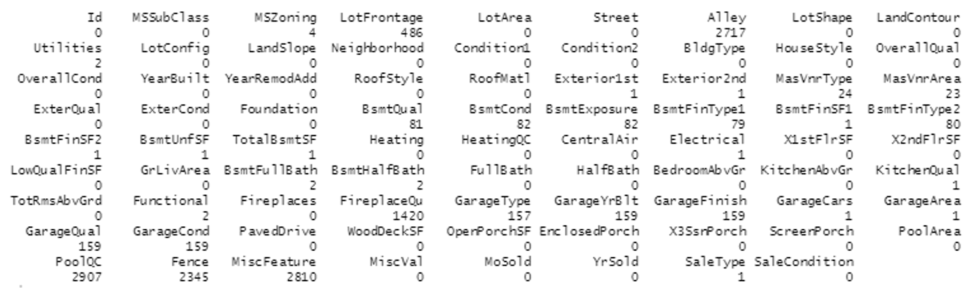 Id MSSubClass MSZoning LotFrontage LotArea Street Alley LotShape LandContour
0 0 4 486 0 0 2717 0 0
Utilities LotConfig LandSlope Neighborhood Condition1 Condition2 BldgType HouseStyle OverallQual
2 0 0 0 0 0 0 0 0
OverallCond YearBuilt YearRemodAdd RoofStyle RoofMatl Exterior1st Exterior2nd MasVnrType MasVnrArea
0 0 0 0 0 1 1 24 23
ExterQual ExterCond Foundation BsmtQual BsmtCond BsmtExposure BsmtFinType1 BsmtFinSF1 BsmtFinType2
0 0 0 81 82 82 79 1 80
BsmtFinSF2 BsmtUnfSF TotalBsmtSF Heating HeatingQC CentralAir Electrical X1stFlrSF X2ndFlrSF
1 1 1 0 0 0 1 0 0
LowQualFinSF GrLivArea BsmtFullBath BsmtHalfBath FullBath HalfBath BedroomAbvGr KitchenAbvGr KitchenQual
0 0 2 2 0 0 0 0 1
TotRmsAbvGrd Functional Fireplaces FireplaceQu GarageType GarageYrBlt GarageFinish GarageCars GarageArea
0 2 0 1420 157 159 159 1 1
GarageQual GarageCond PavedDrive WoodDeckSF OpenPorchSF EnclosedPorch X3SsnPorch ScreenPorch PoolArea
159 159 0 0 0 0 0 0 0
PoolQC Fence MiscFeature MiscVal MoSold YrSold SaleType SaleCondition
2907 2345 2810 0 0 0 1 0